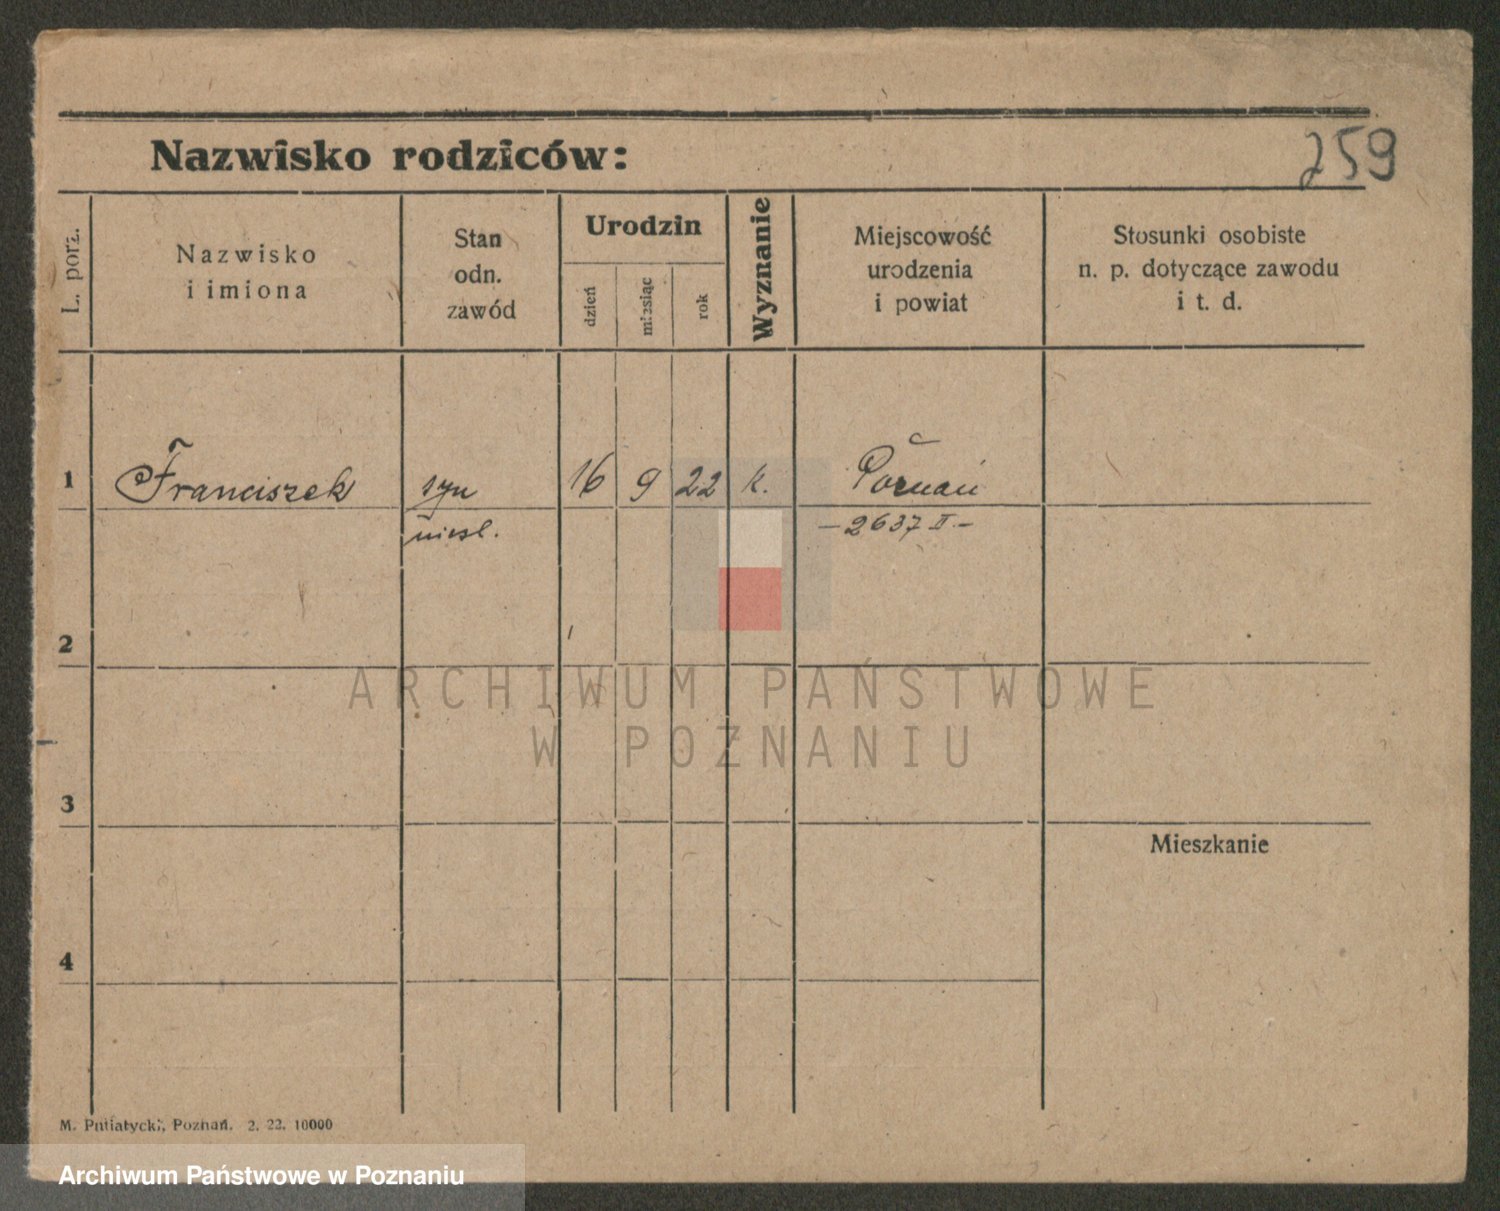 259
Nazwisko rodziców:
L. porz.
Nazwisko
i imiona
Stan
odn.
zawód
Urodzin
dzień
miesiąc
rok
Wyznanie
Miejscowość
urodzenia
i powiat
Stosunki osobiste
n. p. dotyczące zawodu
i t. d.
1 Franciszek syn 16 9 22 k. Poznań
niesl. – 2637 II –
2
3
Mieszkanie
4
M. Putiatycki, Poznań. 2. 22. 10000
ARCHIWUM PAŃSTWOWE
W POZNANIU
Archiwum Państwowe w Poznaniu